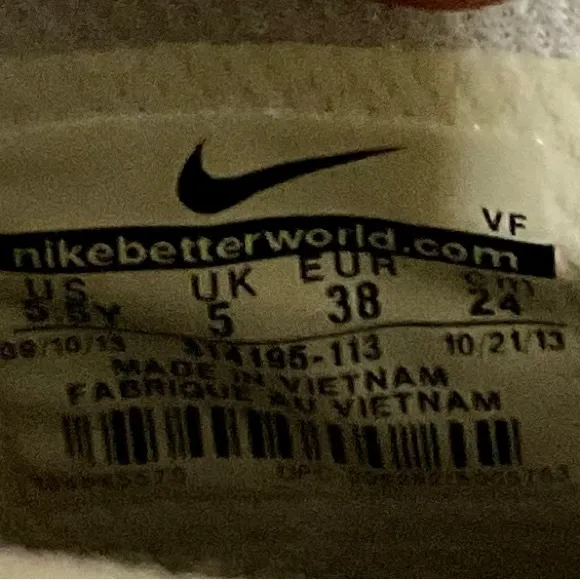 VF
nikebetterworld.com
US UK EUR cm
5.5Y 5 38 24
08/10/13 314195-113 10/21/13
MADE IN VIETNAM
FABRIQUE AU VIETNAM